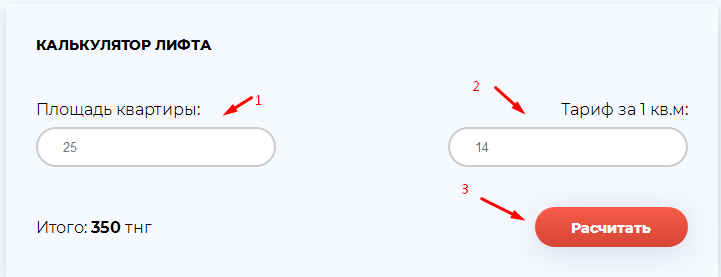 КАЛЬКУЛЯТОР ЛИФТА
Площадь квартиры: 1
2 Тариф за 1 кв.м:
25
14
3
Итого: 350 тнг
Расчитать